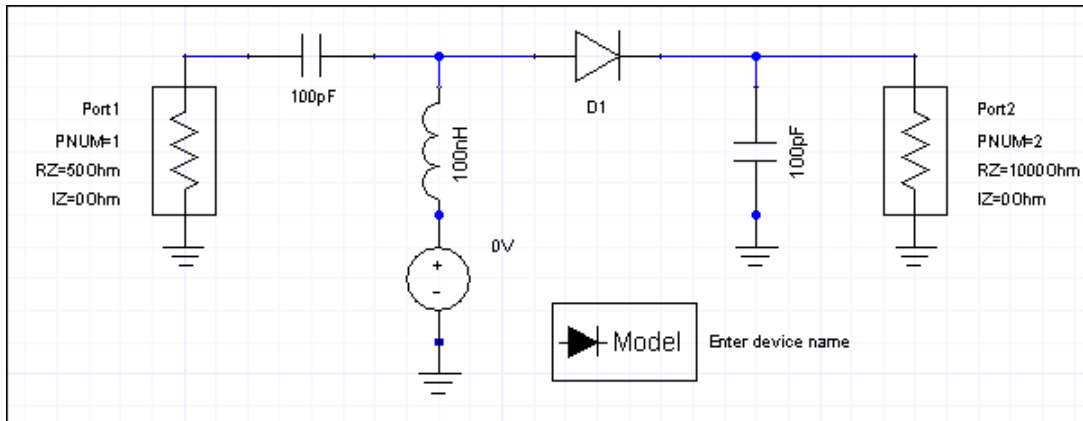 Port1
PNUM=1
RZ=50Ohm
IZ=0Ohm
100pF
100nH
0V
+
-
D1
100pF
Port2
PNUM=2
RZ=1000Ohm
IZ=0Ohm
Model
Enter device name